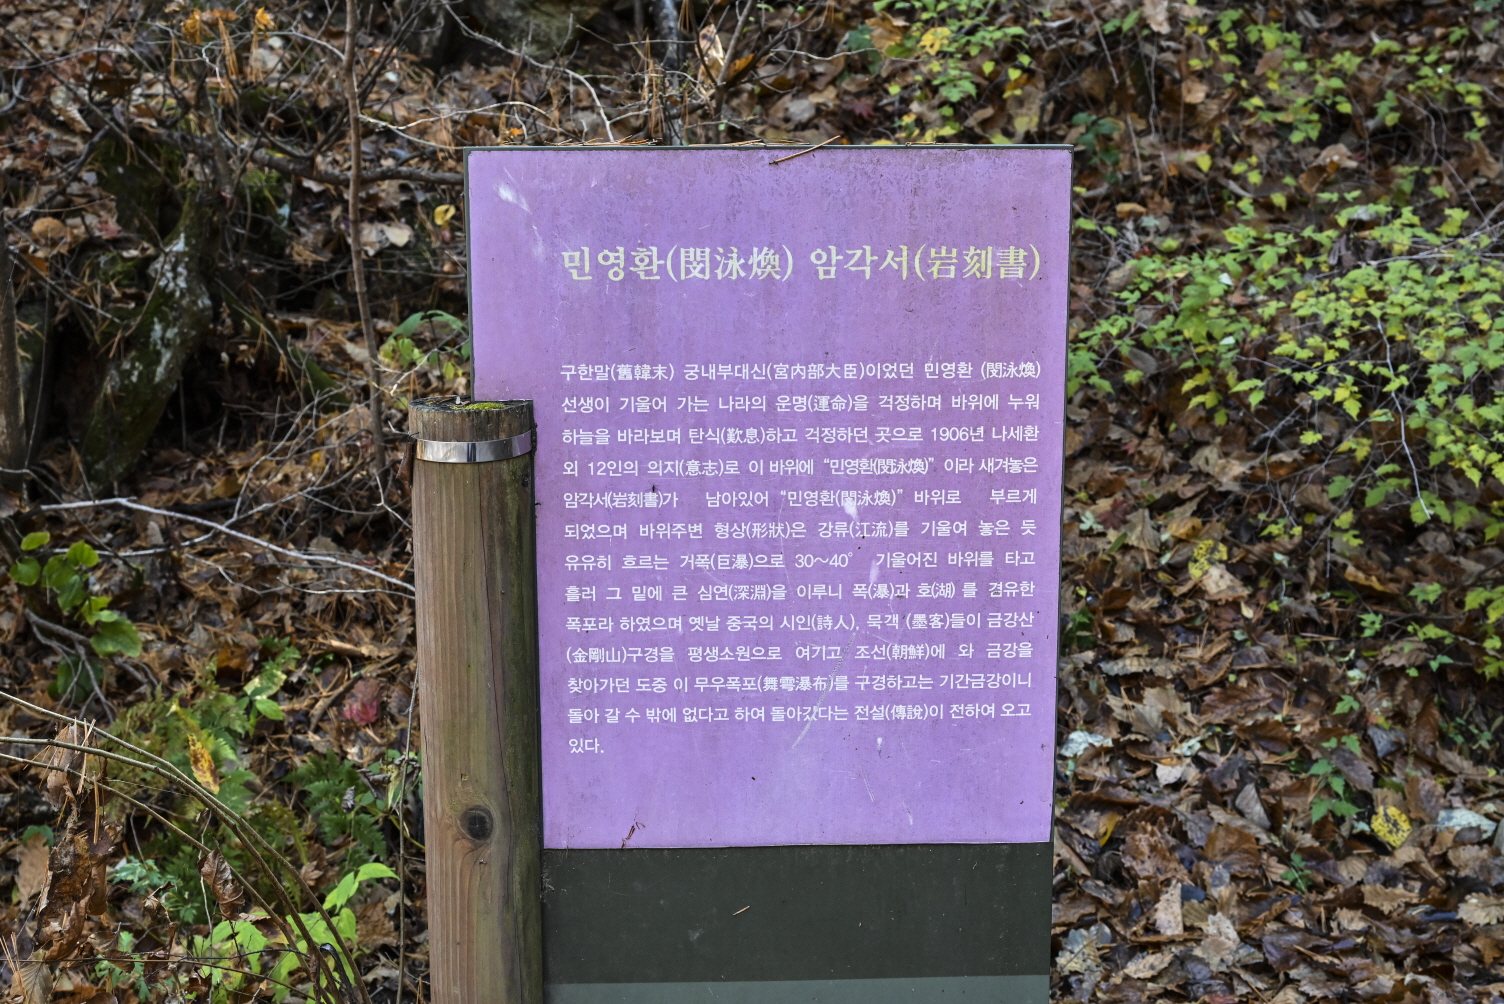 민영환(閔泳煥) 암각서(岩刻書)
구한말(舊韓末) 궁내부대신(宮內部大臣)이었던 민영환 (閔泳煥)
선생이 기울어 가는 나라의 운명(運命)을 걱정하며 바위에 누워
하늘을 바라보며 탄식(歎息)하고 걱정하던 곳으로 1906년 나세환
외 12인의 의지(意志)로 이 바위에 “민영환(閔泳煥)” 이라 새겨놓은
암각서(岩刻書)가 남아있어 “민영환(閔泳煥)” 바위로 부르게
되었으며 바위주변 형상(形狀)은 강류(江流)를 기울여 놓은 듯
유유히 흐르는 거폭(巨瀑)으로 30～40° 기울어진 바위를 타고
흘러 그 밑에 큰 심연(深淵)을 이루니 폭(瀑)과 호(湖) 를 겸유한
폭포라 하였으며 옛날 중국의 시인(詩人), 묵객 (墨客)들이 금강산
(金剛山)구경을 평생소원으로 여기고 조선(朝鮮)에 와 금강을
찾아가던 도중 이 무우폭포(舞雩瀑布)를 구경하고는 기간금강이니
돌아 갈 수 밖에 없다고 하여 돌아갔다는 전설(傳說)이 전하여 오고
있다.